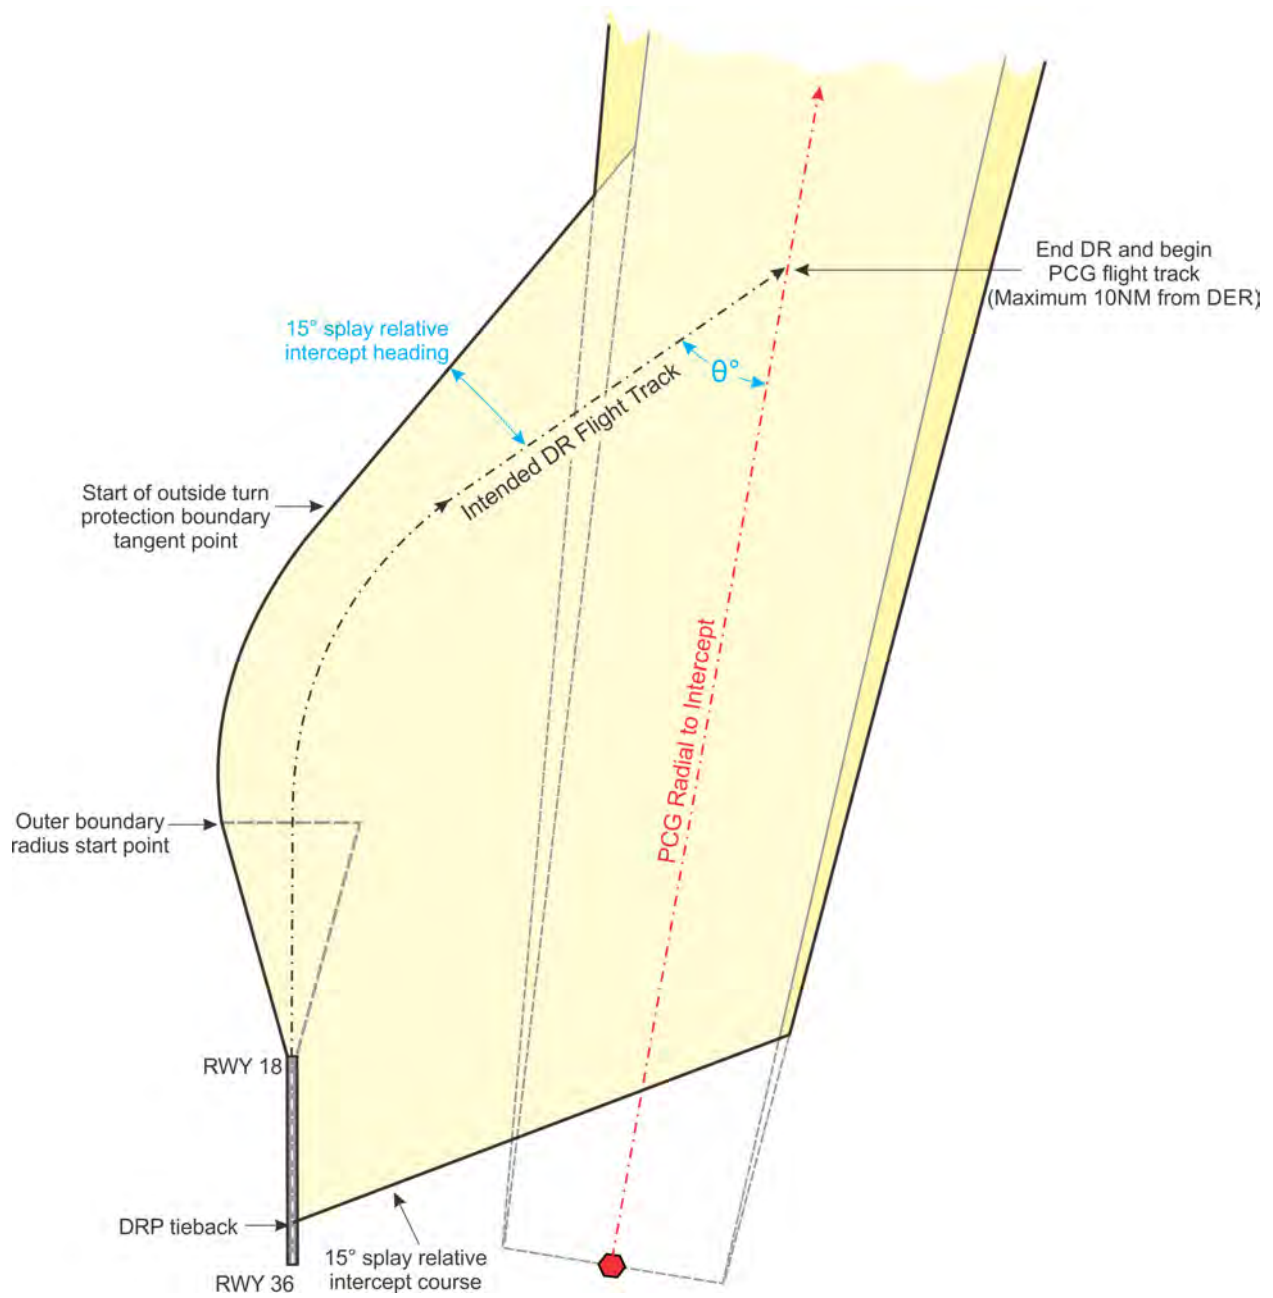 End DR and begin
PCG flight track
(Maximum 10NM from DER)
15° splay relative
intercept heading
θ°
Intended DR Flight Track
Start of outside turn
protection boundary
tangent point
PCG Radial to Intercept
Outer boundary
radius start point
RWY 18
DRP tieback
15° splay relative
intercept course
RWY 36